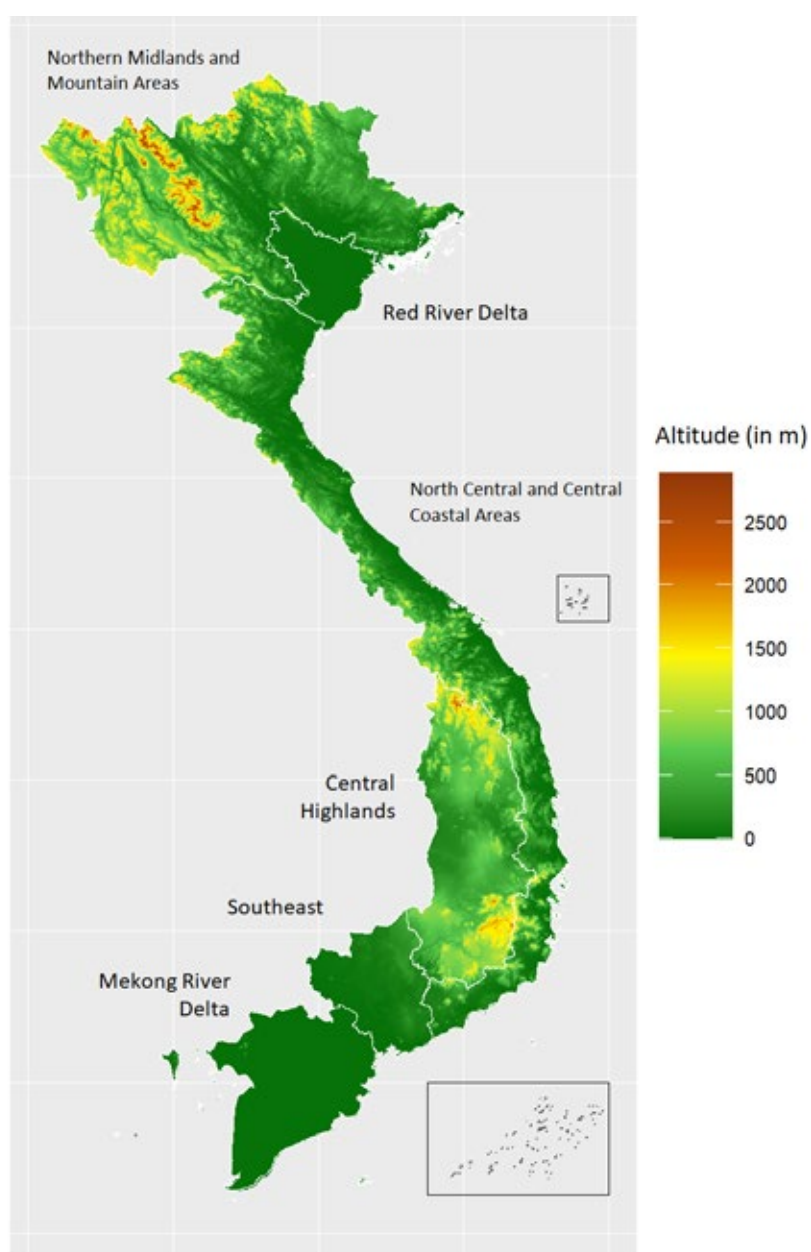 Northern Midlands and
Mountain Areas
Red River Delta
Altitude (in m)
North Central and Central
Coastal Areas
2500
2000
1500
1000
500
0
Central
Highlands
Southeast
Mekong River
Delta